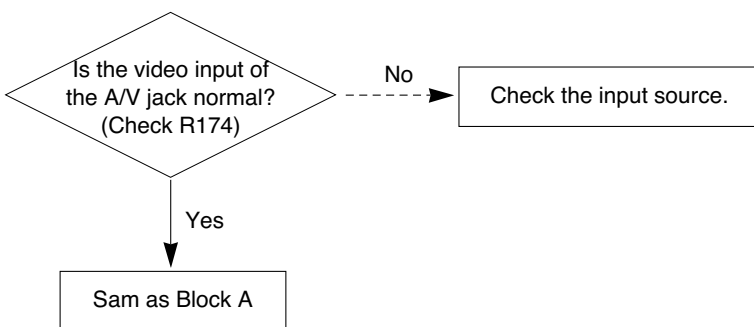 Is the video input of
the A/V jack normal?
(Check R174)
No
Check the input source.
Yes
Sam as Block A